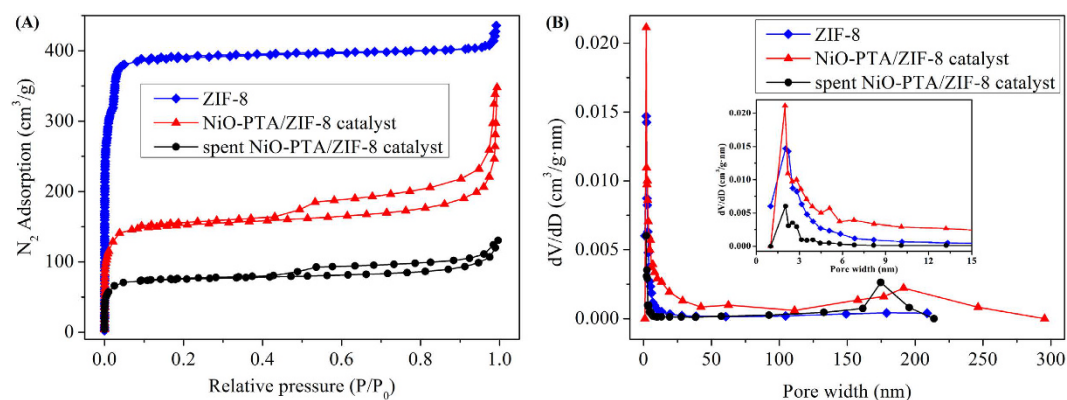 (A)
N2 Adsorption (cm3/g)
400
300
200
100
0
ZIF-8
NiO-PTA/ZIF-8 catalyst
spent NiO-PTA/ZIF-8 catalyst
0.0 0.2 0.4 0.6 0.8 1.0
Relative pressure (P/P0)
(B)
dV/dD (cm3/g·nm)
0.020
0.015
0.010
0.005
0.000
ZIF-8
NiO-PTA/ZIF-8 catalyst
spent NiO-PTA/ZIF-8 catalyst
dV/dD (cm3/g·nm)
0.020
0.015
0.010
0.005
0.000
0 3 6 9 12 15
Pore width (nm)
0 50 100 150 200 250 300
Pore width (nm)